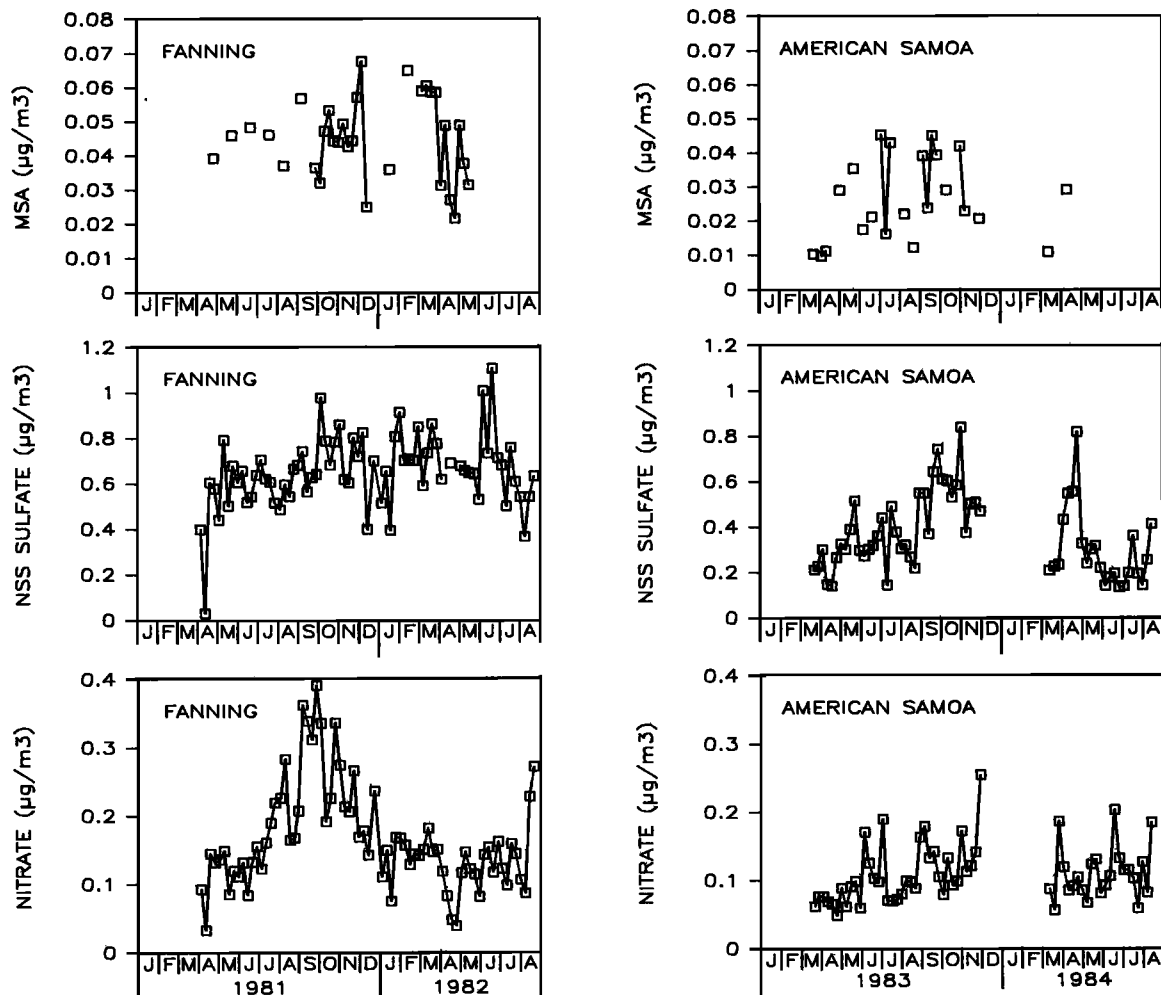 0.08
0.07
0.06
0.05
0.04
0.03
0.02
0.01
0
MSA (µg/m3)
FANNING
J F M A M J J A S O N D J F M A M J J A
0.08
0.07
0.06
0.05
0.04
0.03
0.02
0.01
0
MSA (µg/m3)
AMERICAN SAMOA
J F M A M J J A S O N D J F M A M J J A
1.2
1
0.8
0.6
0.4
0.2
0
NSS SULFATE (µg/m3)
FANNING
J F M A M J J A S O N D J F M A M J J A
1.2
1
0.8
0.6
0.4
0.2
0
NSS SULFATE (µg/m3)
AMERICAN SAMOA
J F M A M J J A S O N D J F M A M J J A
0.4
0.3
0.2
0.1
0
NITRATE (µg/m3)
FANNING
J F M A M J J A S O N D J F M A M J J A
1981 1982
0.4
0.3
0.2
0.1
0
NITRATE (µg/m3)
AMERICAN SAMOA
J F M A M J J A S O N D J F M A M J J A
1983 1984